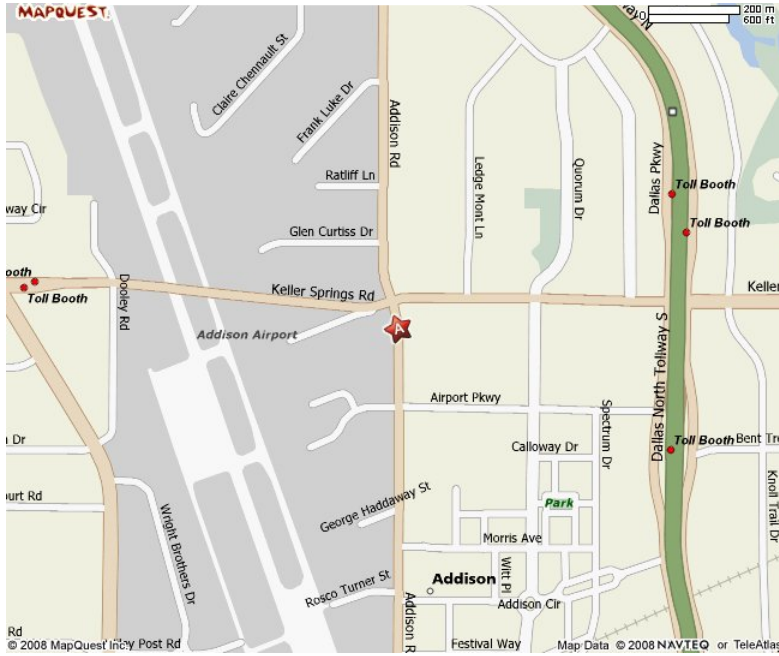 MAPQUEST
200 m
600 ft
Claire Chennault St
Frank Luke Dr
Addison Rd
Ratliff Ln
Ledge Mont Ln
Quorum Dr
Dallas Pkwy
Toll Booth
Toll Booth
way Cir
Glen Curtiss Dr
ooth
Toll Booth
Dooley Rd
Keller Springs Rd
Keller
Addison Airport
A
Dallas North Tollway S
Airport Pkwy
Spectrum Dr
n Dr
Calloway Dr
Toll Booth
Bent Tre
Knoll Trail Dr
ourt Rd
George Haddaway St
Park
Wright Brothers Dr
Morris Ave
Witt Pl
Rosco Turner St
Addison
Addison Cir
Addison R
Rd
ley Post Rd
Festival Way
© 2008 MapQuest Inc.
Map Data © 2008 NAVTEQ or TeleAtlas